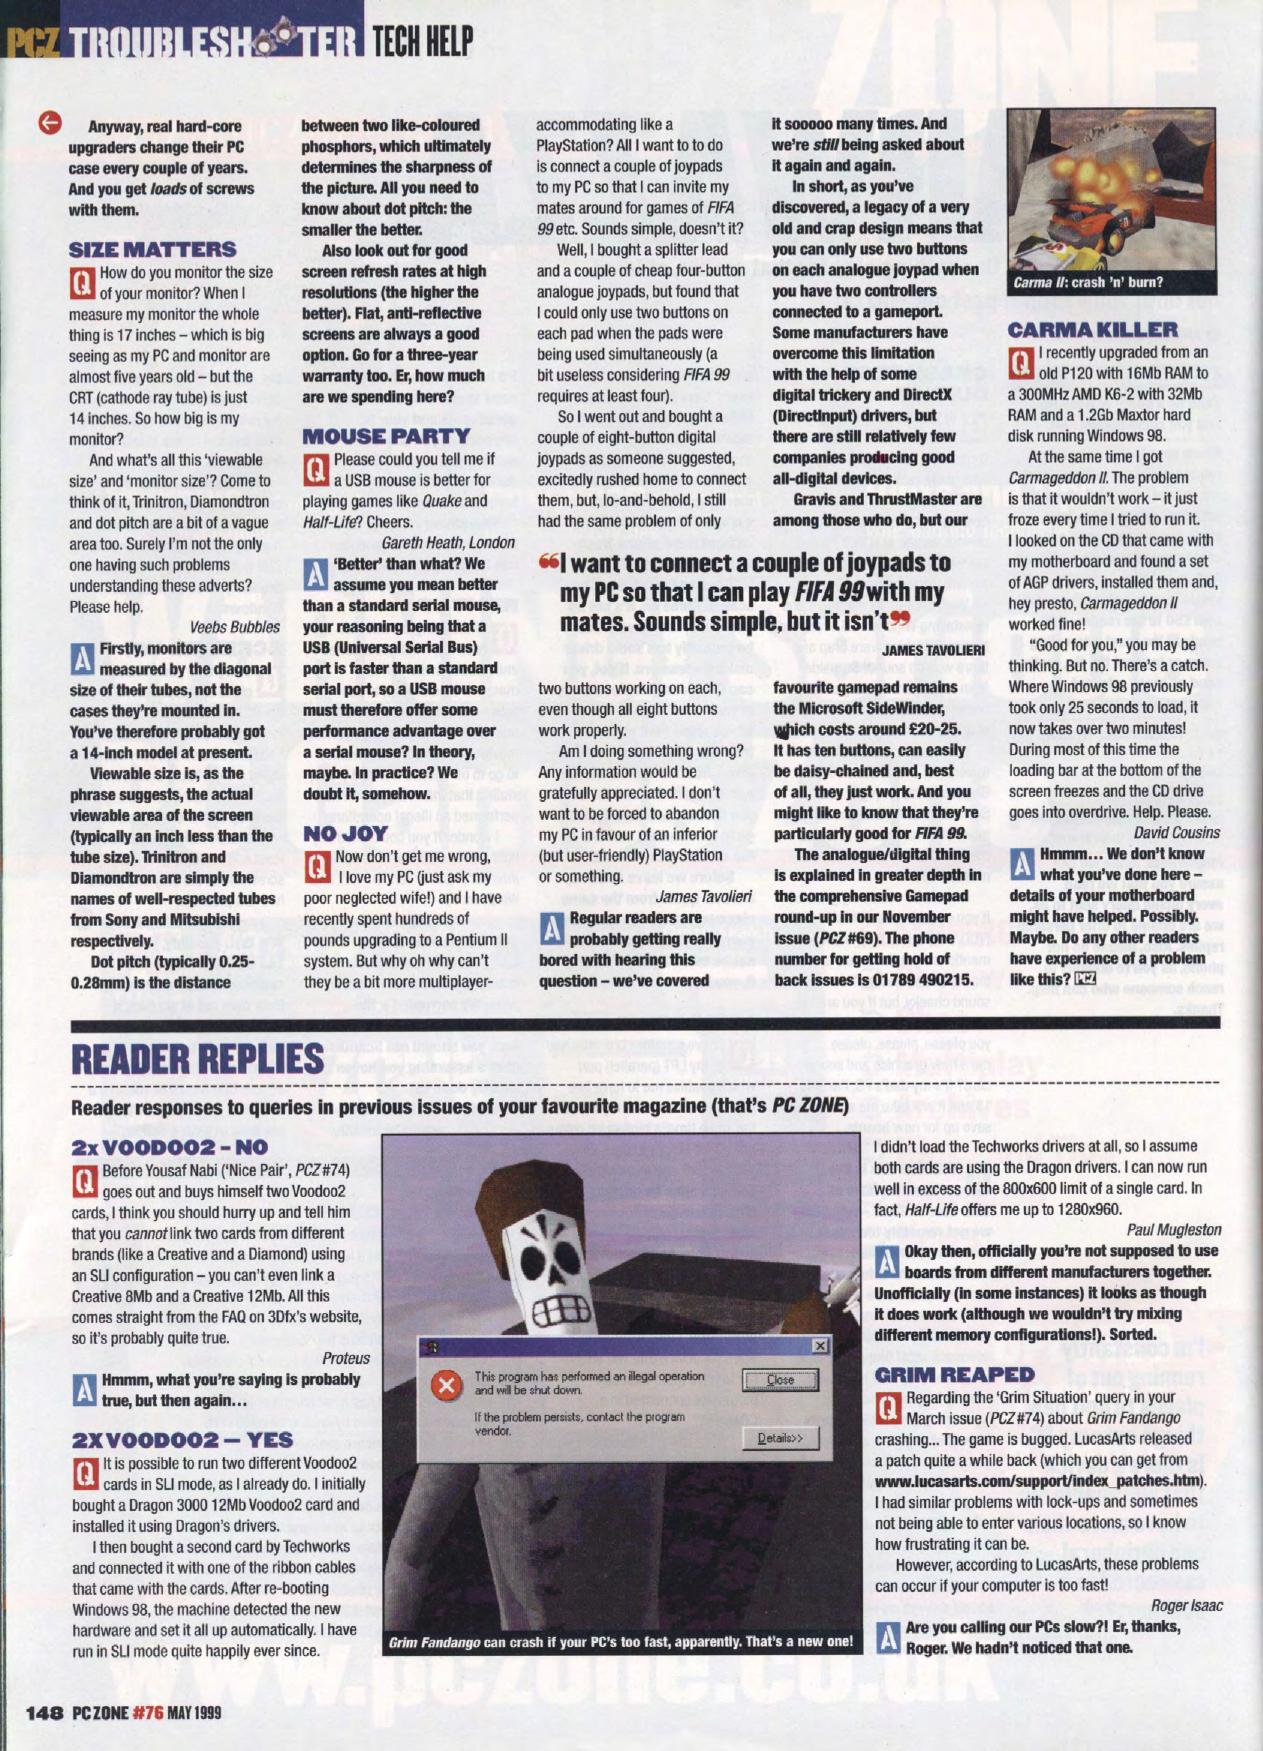 PCZ TROUBLESHOOTER TECH HELP
Anyway, real hard-core
upgraders change their PC
case every couple of years.
And you get loads of screws
with them.
SIZE MATTERS
Q How do you monitor the size
of your monitor? When I
measure my monitor the whole
thing is 17 inches – which is big
seeing as my PC and monitor are
almost five years old – but the
CRT (cathode ray tube) is just
14 inches. So how big is my
monitor?
And what's all this 'viewable
size' and 'monitor size'? Come to
think of it, Trinitron, Diamondtron
and dot pitch are a bit of a vague
area too. Surely I'm not the only
one having such problems
understanding these adverts?
Please help.
Veebs Bubbles
A Firstly, monitors are
measured by the diagonal
size of their tubes, not the
cases they're mounted in.
You've therefore probably got
a 14-inch model at present.
Viewable size is, as the
phrase suggests, the actual
viewable area of the screen
(typically an inch less than the
tube size). Trinitron and
Diamondtron are simply the
names of well-respected tubes
from Sony and Mitsubishi
respectively.
Dot pitch (typically 0.25-
0.28mm) is the distance
between two like-coloured
phosphors, which ultimately
determines the sharpness of
the picture. All you need to
know about dot pitch: the
smaller the better.
Also look out for good
screen refresh rates at high
resolutions (the higher the
better). Flat, anti-reflective
screens are always a good
option. Go for a three-year
warranty too. Er, how much
are we spending here?
MOUSE PARTY
Q Please could you tell me if
a USB mouse is better for
playing games like Quake and
Half-Life? Cheers.
Gareth Heath, London
A 'Better' than what? We
assume you mean better
than a standard serial mouse,
your reasoning being that a
USB (Universal Serial Bus)
port is faster than a standard
serial port, so a USB mouse
must therefore offer some
performance advantage over
a serial mouse? In theory,
maybe. In practice? We
doubt it, somehow.
NO JOY
Q Now don't get me wrong,
I love my PC (just ask my
poor neglected wife!) and I have
recently spent hundreds of
pounds upgrading to a Pentium II
system. But why oh why can't
they be a bit more multiplayer-
accommodating like a
PlayStation? All I want to to do
is connect a couple of joypads
to my PC so that I can invite my
mates around for games of FIFA
99 etc. Sounds simple, doesn't it?
Well, I bought a splitter lead
and a couple of cheap four-button
analogue joypads, but found that
I could only use two buttons on
each pad when the pads were
being used simultaneously (a
bit useless considering FIFA 99
requires at least four).
So I went out and bought a
couple of eight-button digital
joypads as someone suggested,
excitedly rushed home to connect
them, but, lo-and-behold, I still
had the same problem of only
“I want to connect a couple of joypads to
my PC so that I can play FIFA 99 with my
mates. Sounds simple, but it isn't”
JAMES TAVOLIERI
two buttons working on each,
even though all eight buttons
work properly.
Am I doing something wrong?
Any information would be
gratefully appreciated. I don't
want to be forced to abandon
my PC in favour of an inferior
(but user-friendly) PlayStation
or something.
James Tavolieri
A Regular readers are
probably getting really
bored with hearing this
question – we've covered
it sooooo many times. And
we're still being asked about
it again and again.
In short, as you've
discovered, a legacy of a very
old and crap design means that
you can only use two buttons
on each analogue joypad when
you have two controllers
connected to a gameport.
Some manufacturers have
overcome this limitation
with the help of some
digital trickery and DirectX
(DirectInput) drivers, but
there are still relatively few
companies producing good
all-digital devices.
Gravis and ThrustMaster are
among those who do, but our
favourite gamepad remains
the Microsoft SideWinder,
which costs around £20-25.
It has ten buttons, can easily
be daisy-chained and, best
of all, they just work. And you
might like to know that they're
particularly good for FIFA 99.
The analogue/digital thing
is explained in greater depth in
the comprehensive Gamepad
round-up in our November
issue (PCZ #69). The phone
number for getting hold of
back issues is 01789 490215.
Carma II: crash 'n' burn?
CARMA KILLER
Q I recently upgraded from an
old P120 with 16Mb RAM to
a 300MHz AMD K6-2 with 32Mb
RAM and a 1.2Gb Maxtor hard
disk running Windows 98.
At the same time I got
Carmageddon II. The problem
is that it wouldn't work – it just
froze every time I tried to run it.
I looked on the CD that came with
my motherboard and found a set
of AGP drivers, installed them and,
hey presto, Carmageddon II
worked fine!
"Good for you," you may be
thinking. But no. There's a catch.
Where Windows 98 previously
took only 25 seconds to load, it
now takes over two minutes!
During most of this time the
loading bar at the bottom of the
screen freezes and the CD drive
goes into overdrive. Help. Please.
David Cousins
A Hmmm... We don't know
what you've done here –
details of your motherboard
might have helped. Possibly.
Maybe. Do any other readers
have experience of a problem
like this? PCZ
READER REPLIES
Reader responses to queries in previous issues of your favourite magazine (that's PC ZONE)
2x VOODOO2 – NO
Q Before Yousaf Nabi ('Nice Pair', PCZ #74)
goes out and buys himself two Voodoo2
cards, I think you should hurry up and tell him
that you cannot link two cards from different
brands (like a Creative and a Diamond) using
an SLI configuration – you can't even link a
Creative 8Mb and a Creative 12Mb. All this
comes straight from the FAQ on 3Dfx's website,
so it's probably quite true.
Proteus
A Hmmm, what you're saying is probably
true, but then again...
2X VOODOO2 – YES
Q It is possible to run two different Voodoo2
cards in SLI mode, as I already do. I initially
bought a Dragon 3000 12Mb Voodoo2 card and
installed it using Dragon's drivers.
I then bought a second card by Techworks
and connected it with one of the ribbon cables
that came with the cards. After re-booting
Windows 98, the machine detected the new
hardware and set it all up automatically. I have
run in SLI mode quite happily ever since.
This program has performed an illegal operation
and will be shut down.
If the problem persists, contact the program
vendor.
Close
Details>>
Grim Fandango can crash if your PC's too fast, apparently. That's a new one!
I didn't load the Techworks drivers at all, so I assume
both cards are using the Dragon drivers. I can now run
well in excess of the 800x600 limit of a single card. In
fact, Half-Life offers me up to 1280x960.
Paul Mugleston
A Okay then, officially you're not supposed to use
boards from different manufacturers together.
Unofficially (in some instances) it looks as though
it does work (although we wouldn't try mixing
different memory configurations!). Sorted.
GRIM REAPED
Q Regarding the 'Grim Situation' query in your
March issue (PCZ #74) about Grim Fandango
crashing... The game is bugged. LucasArts released
a patch quite a while back (which you can get from
www.lucasarts.com/support/index_patches.htm).
I had similar problems with lock-ups and sometimes
not being able to enter various locations, so I know
how frustrating it can be.
However, according to LucasArts, these problems
can occur if your computer is too fast!
Roger Isaac
A Are you calling our PCs slow?! Er, thanks,
Roger. We hadn't noticed that one.
148 PC ZONE #76 MAY 1999